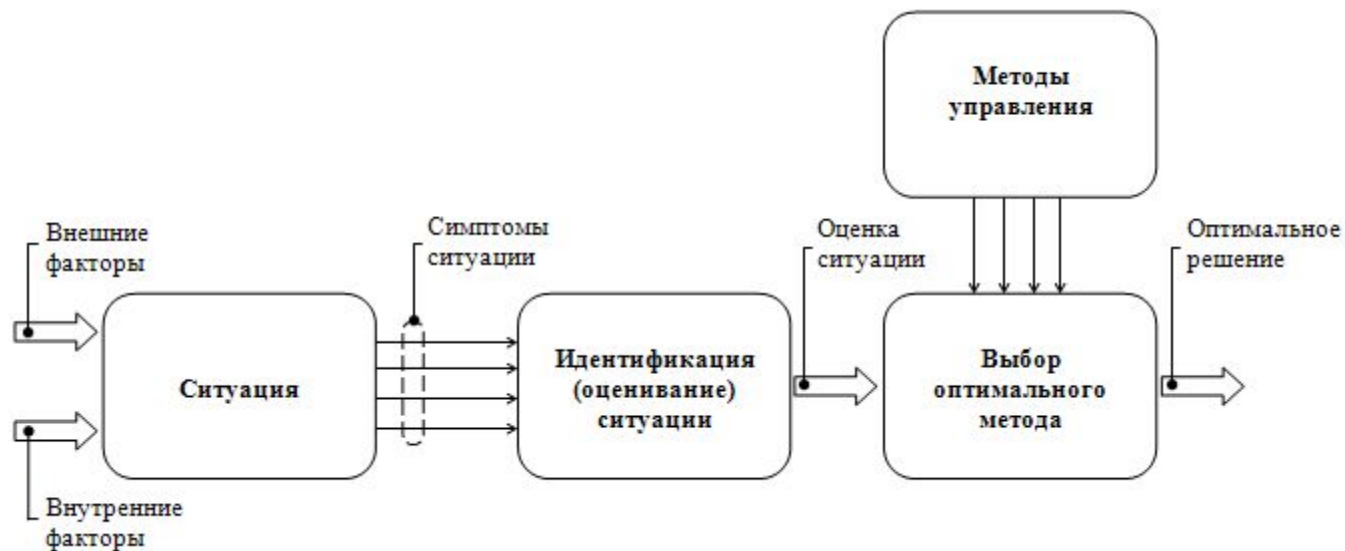 Методы
управления
Внешние
факторы
Симптомы
ситуации
Оценка
ситуации
Оптимальное
решение
Ситуация
Идентификация
(оценивание)
ситуации
Выбор
оптимального
метода
Внутренние
факторы